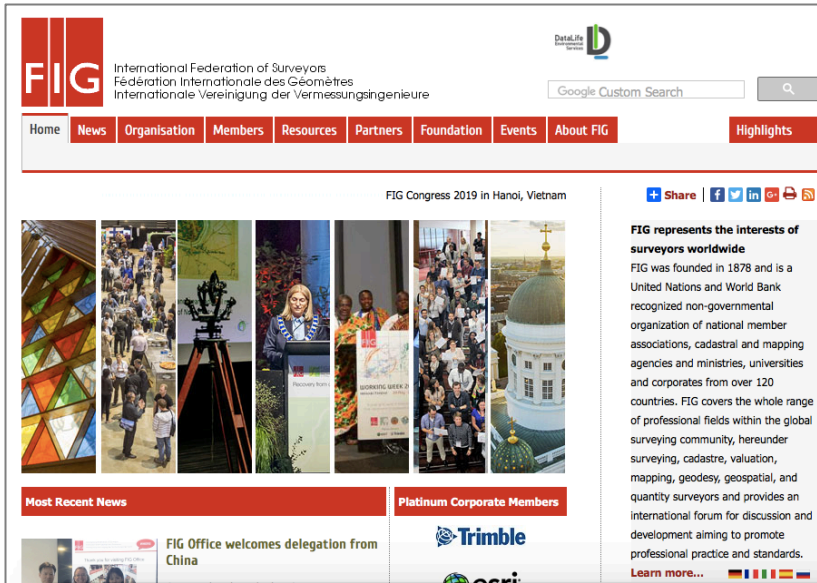 DataLife
Environmental
Services
FIG
International Federation of Surveyors
Fédération Internationale des Géomètres
Internationale Vereinigung der Vermessungsingenieure
Google Custom Search
Home News Organisation Members Resources Partners Foundation Events About FIG Highlights
FIG Congress 2019 in Hanoi, Vietnam
Share
WORKING WEEK
Most Recent News
FIG Office welcomes delegation from
China
Platinum Corporate Members
Trimble
esri
FIG represents the interests of
surveyors worldwide
FIG was founded in 1878 and is a
United Nations and World Bank
recognized non-governmental
organization of national member
associations, cadastral and mapping
agencies and ministries, universities
and corporates from over 120
countries. FIG covers the whole range
of professional fields within the global
surveying community, hereunder
surveying, cadastre, valuation,
mapping, geodesy, geospatial, and
quantity surveyors and provides an
international forum for discussion and
development aiming to promote
professional practice and standards.
Learn more...